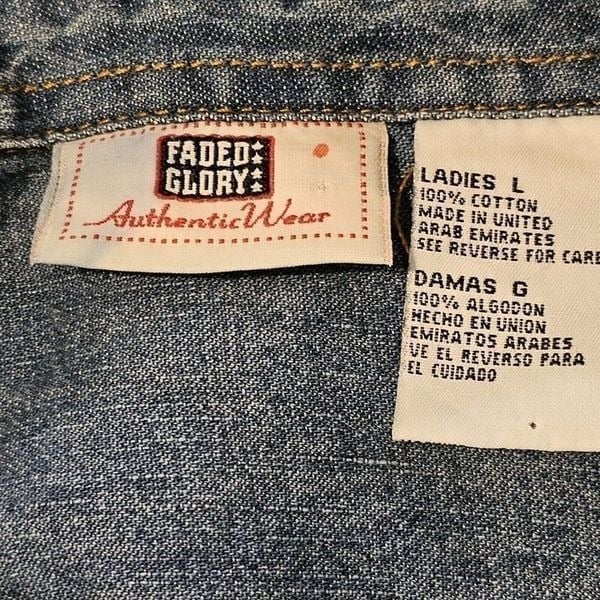 FADED
GLORY
Authentic Wear
LADIES L
100% COTTON
MADE IN UNITED
ARAB EMIRATES
SEE REVERSE FOR CARE
DAMAS G
100% ALGODON
HECHO EN UNION
EMIRATOS ARABES
VE EL REVERSO PARA
EL CUIDADO